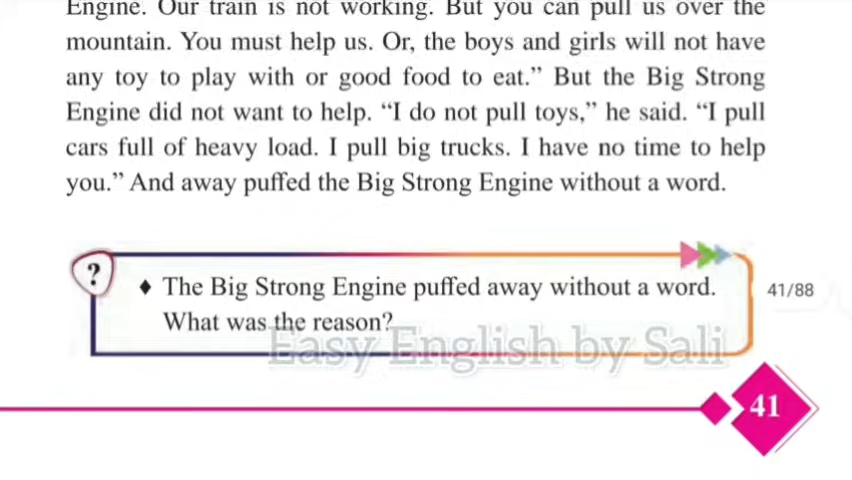 Engine. Our train is not working. But you can pull us over the
mountain. You must help us. Or, the boys and girls will not have
any toy to play with or good food to eat.” But the Big Strong
Engine did not want to help. “I do not pull toys,” he said. “I pull
cars full of heavy load. I pull big trucks. I have no time to help
you.” And away puffed the Big Strong Engine without a word.
?
♦ The Big Strong Engine puffed away without a word.
What was the reason?
41/88
Easy English by Sali
41